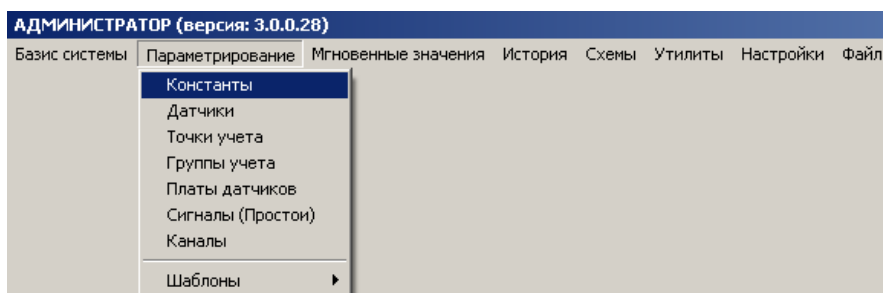 АДМИНИСТРАТОР (версия: 3.0.0.28)
Базис системы Параметрирование Мгновенные значения История Схемы Утилиты Настройки Файл
Константы
Датчики
Точки учета
Группы учета
Платы датчиков
Сигналы (Простои)
Каналы
Шаблоны